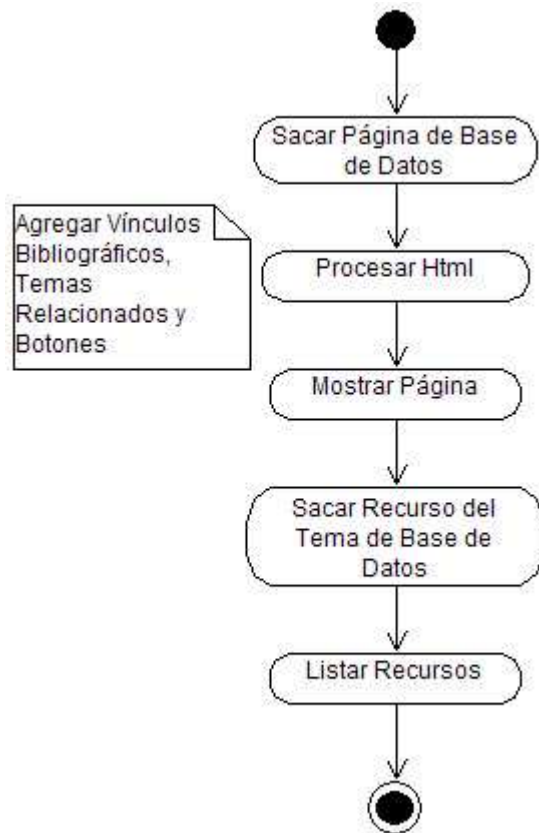 Sacar Página de Base
de Datos
Agregar Vínculos
Bibliográficos,
Temas
Relacionados y
Botones
Procesar Html
Mostrar Página
Sacar Recurso del
Tema de Base de
Datos
Listar Recursos